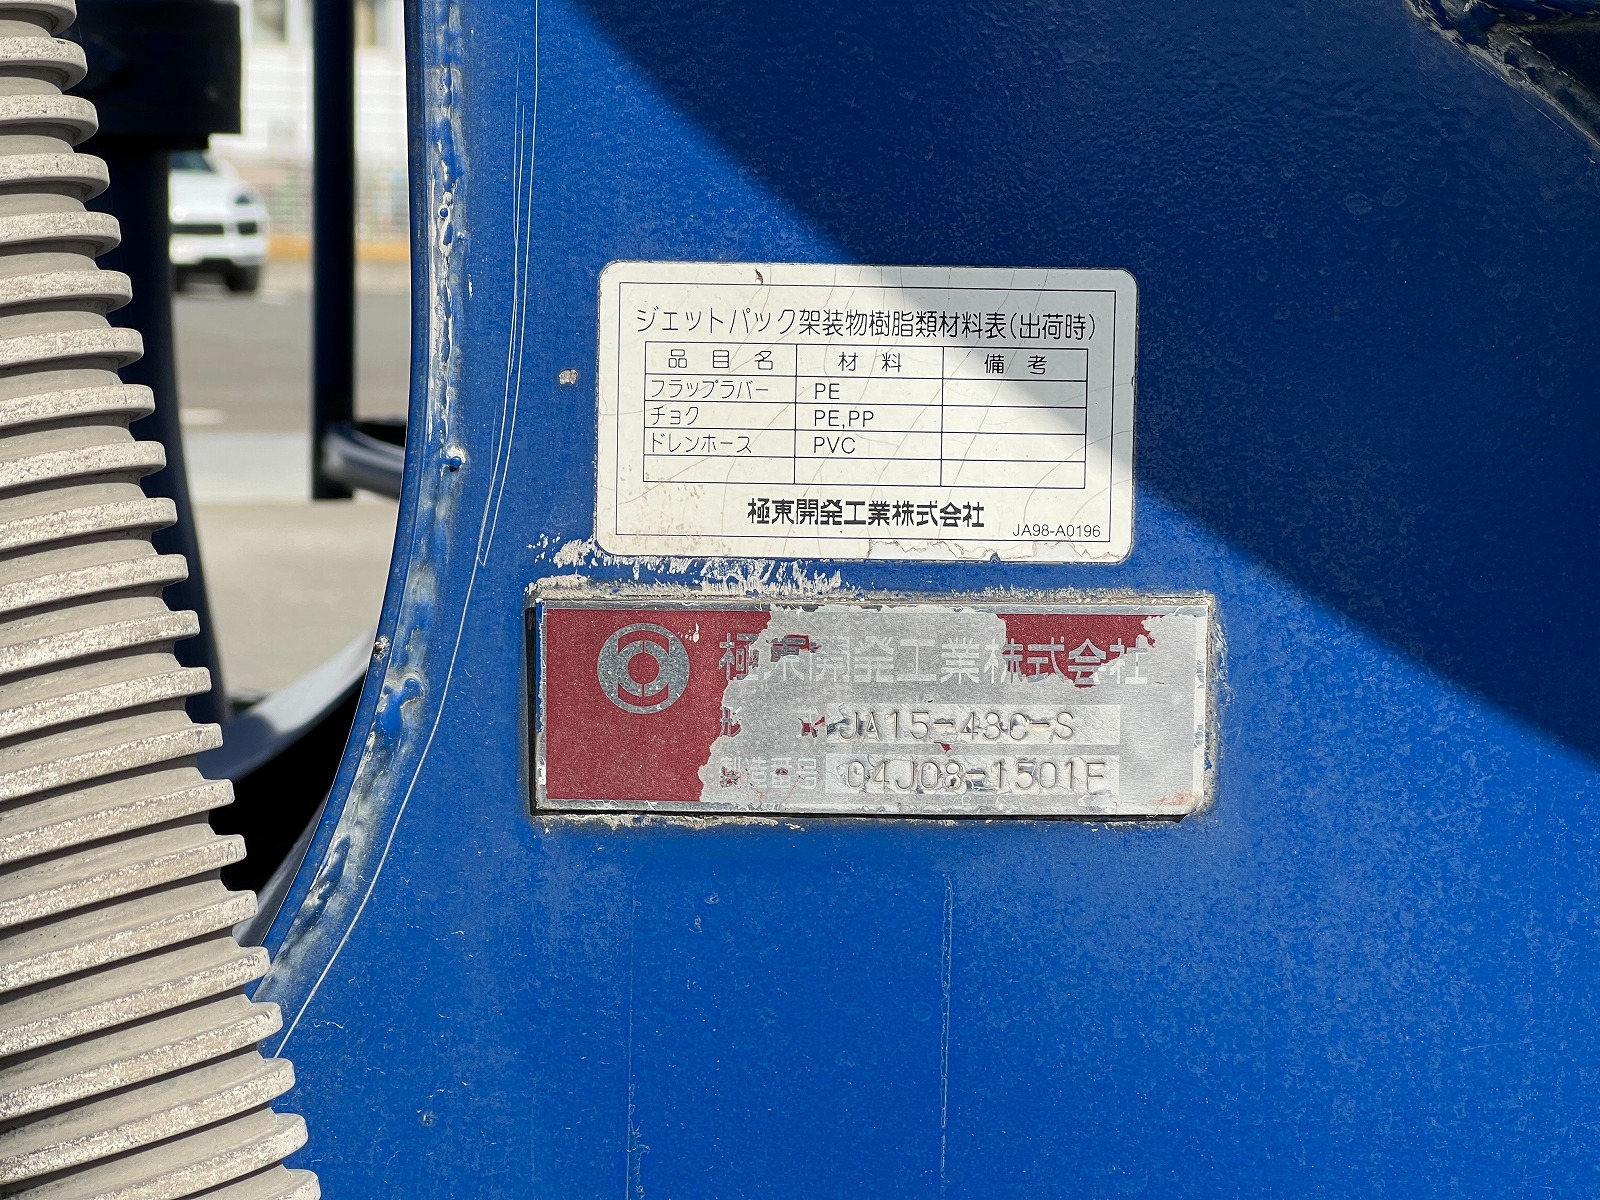 ジェットパック架装物樹脂類材料表(出荷時)
品目名 材料 備考
フラップラバー PE
チョク PE,PP
ドレンホース PVC
極東開発工業株式会社
JA98-A0196
極東開発工業株式会社
形 式 JA15-43C-S
製造番号 04J08-1501F